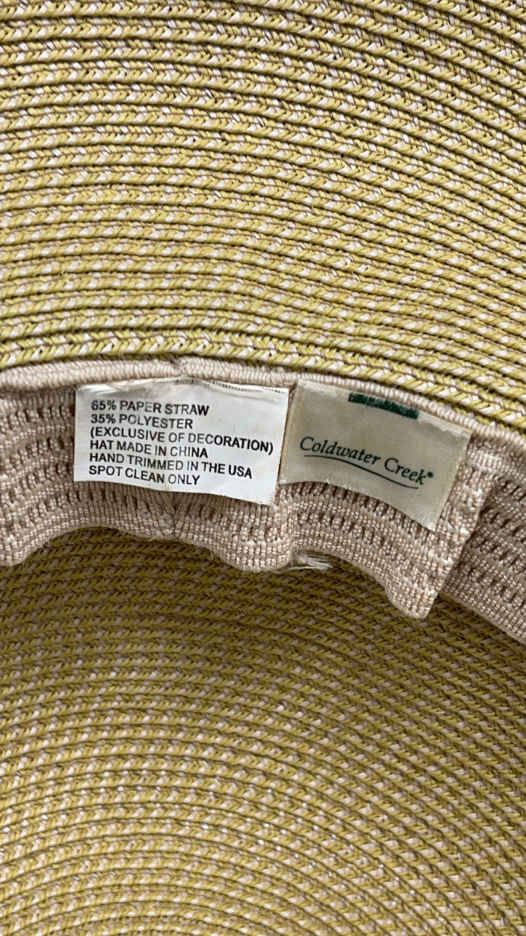 65% PAPER STRAW
35% POLYESTER
(EXCLUSIVE OF DECORATION)
HAT MADE IN CHINA
HAND TRIMMED IN THE USA
SPOT CLEAN ONLY
Coldwater Creek®